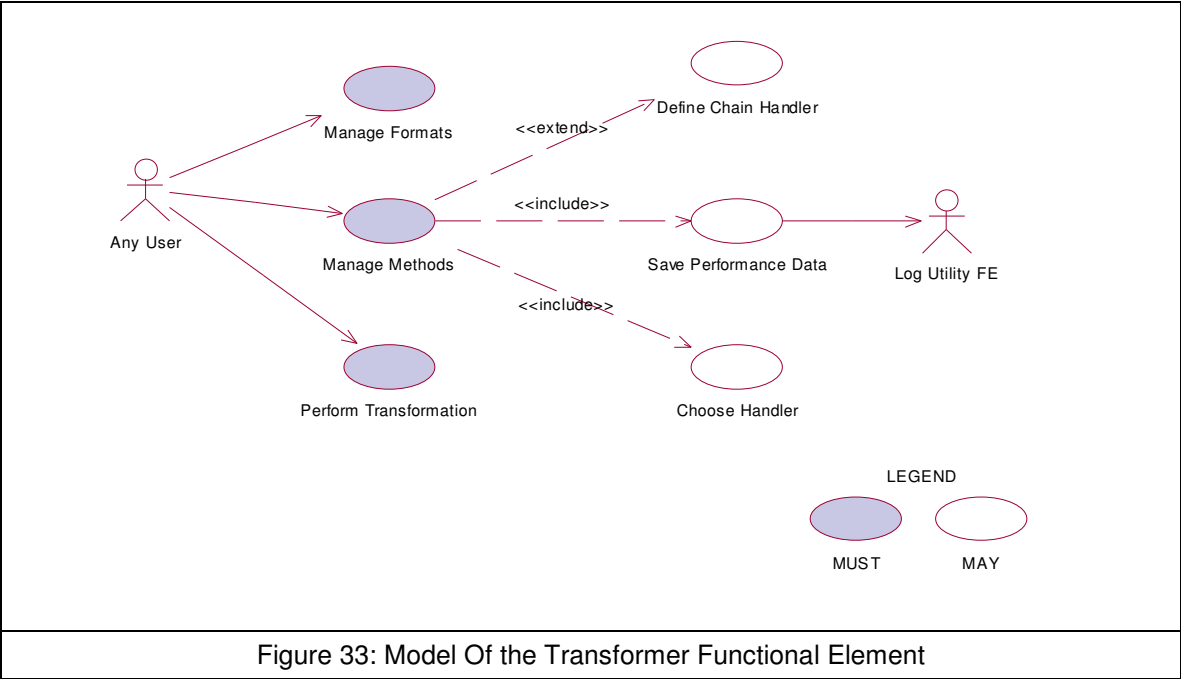 Define Chain Handler
Manage Formats
<<extend>>
<<include>>
Any User
Manage Methods
Save Performance Data
Log Utility FE
<<include>>
Perform Transformation
Choose Handler
LEGEND
MUST
MAY
Figure 33: Model Of the Transformer Functional Element